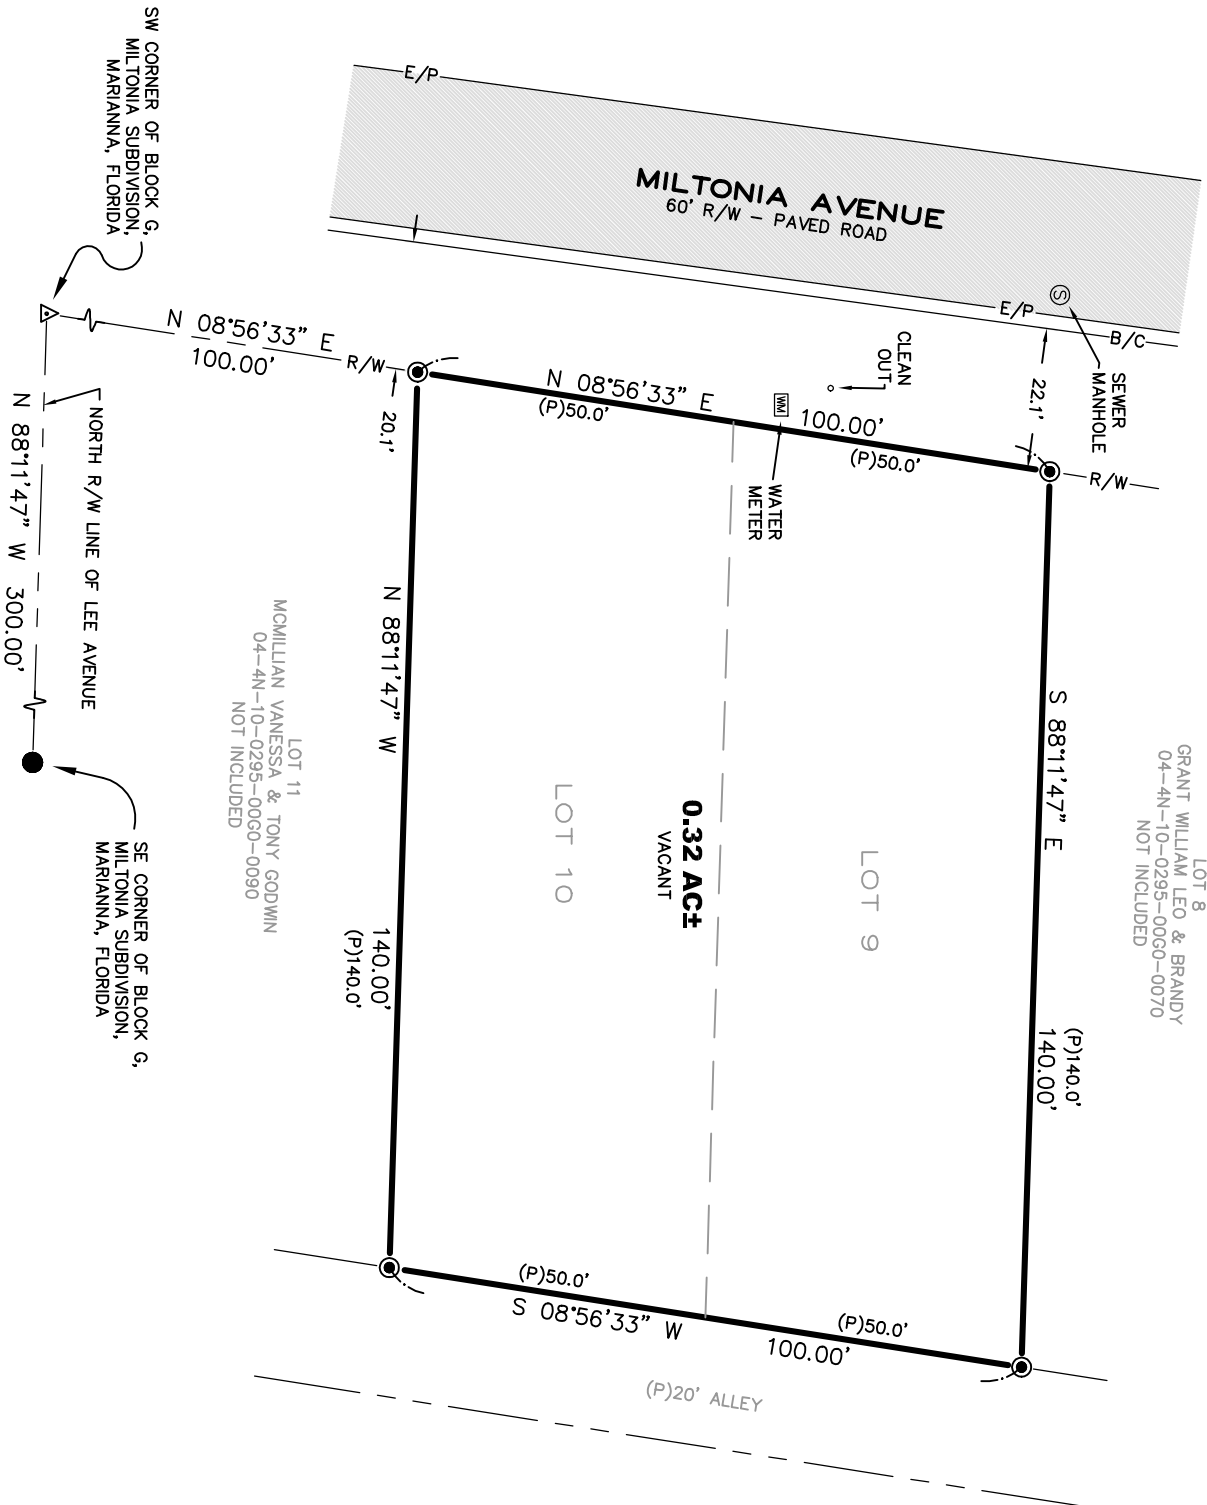 SW CORNER OF BLOCK G,
MILTONIA SUBDIVISION,
MARIANNA, FLORIDA
E/P
MILTONIA AVENUE
60' R/W – PAVED ROAD
S
E/P
B/C
SEWER
MANHOLE
22.1'
CLEAN
OUT
N 08°56'33" E
100.00'
R/W
20.1'
N 08°56'33" E
100.00'
(P)50.0'
(P)50.0'
WM
WATER
METER
R/W
N 88°11'47" W 300.00'
NORTH R/W LINE OF LEE AVENUE
SE CORNER OF BLOCK G,
MILTONIA SUBDIVISION,
MARIANNA, FLORIDA
LOT 11
MCMILLIAN VANESSA & TONY GODWIN
04–4N–10–0295–00G0–0090
NOT INCLUDED
N 88°11'47" W
140.00'
(P)140.0'
LOT 10
0.32 AC±
VACANT
LOT 9
S 88°11'47" E
(P)140.0'
140.00'
LOT 8
GRANT WILLIAM LEO & BRANDY
04–4N–10–0295–00G0–0070
NOT INCLUDED
(P)50.0'
(P)50.0'
S 08°56'33" W
100.00'
(P)20' ALLEY